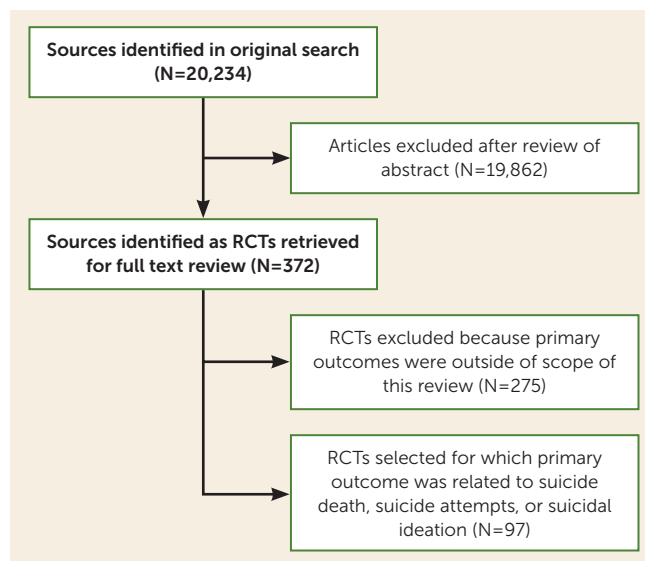 Sources identified in original search
(N=20,234)
Articles excluded after review of
abstract (N=19,862)
Sources identified as RCTs retrieved
for full text review (N=372)
RCTs excluded because primary
outcomes were outside of scope of
this review (N=275)
RCTs selected for which primary
outcome was related to suicide
death, suicide attempts, or suicidal
ideation (N=97)